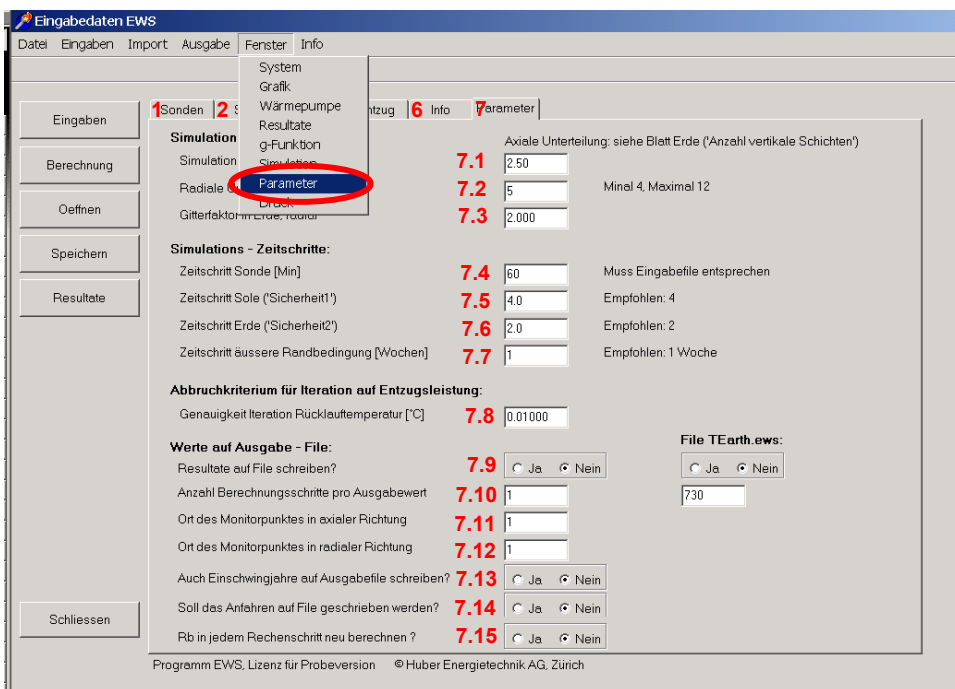 Eingabedaten EWS
Datei Eingaben Import Ausgabe Fenster Info
System
Grafik
Wärmepumpe
Resultate
g-Funktion
Simulation
Parameter
Druck
Eingaben
Berechnung
Oeffnen
Speichern
Resultate
Schliessen
1 Sonden 2 S tzug 6 Info 7 Parameter
Simulation
Axiale Unterteilung: siehe Blatt Erde ('Anzahl vertikale Schichten')
Simulation 7.1 2.50
Radiale 7.2 5 Minal 4, Maximal 12
Gitterfaktor in Erde, radial 7.3 2.000
Simulations - Zeitschritte:
Zeitschritt Sonde [Min] 7.4 60 Muss Eingabefile entsprechen
Zeitschritt Sole ('Sicherheit1') 7.5 4.0 Empfohlen: 4
Zeitschritt Erde ('Sicherheit2') 7.6 2.0 Empfohlen: 2
Zeitschritt äussere Randbedingung [Wochen] 7.7 1 Empfohlen: 1 Woche
Abbruchkriterium für Iteration auf Entzugsleistung:
Genauigkeit Iteration Rücklauftemperatur [°C] 7.8 0.01000
Werte auf Ausgabe - File: File TEarth.ews:
Resultate auf File schreiben? 7.9 Ja Nein Ja Nein
Anzahl Berechnungsschritte pro Ausgabewert 7.10 1 730
Ort des Monitorpunktes in axialer Richtung 7.11 1
Ort des Monitorpunktes in radialer Richtung 7.12 1
Auch Einschwingjahre auf Ausgabefile schreiben? 7.13 Ja Nein
Soll das Anfahren auf File geschrieben werden? 7.14 Ja Nein
Rb in jedem Rechenschritt neu berechnen ? 7.15 Ja Nein
Programm EWS, Lizenz für Probeversion © Huber Energietechnik AG, Zürich